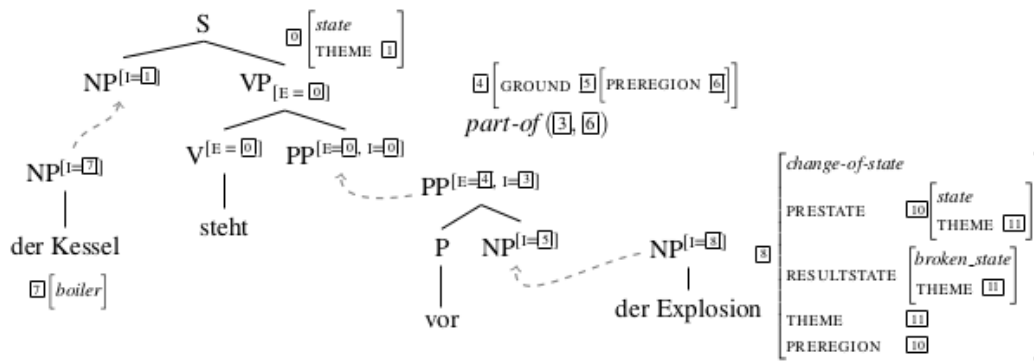 S
0 [ state
THEME 1 ]
NP[I=1]
VP[E = 0]
4 [ GROUND 5 [ PREREGION 6 ] ]
part-of (3, 6)
V[E = 0]
PP[E=0, I=0]
NP[I=7]
PP[E=4, I=3]
steht
der Kessel
7 [ boiler ]
P
NP[I=5]
NP[I=8]
vor
der Explosion
8 [ change-of-state
PRESTATE 10 [ state
THEME 11 ]
RESULTSTATE [ broken_state
THEME 11 ]
THEME 11
PREREGION 10 ]